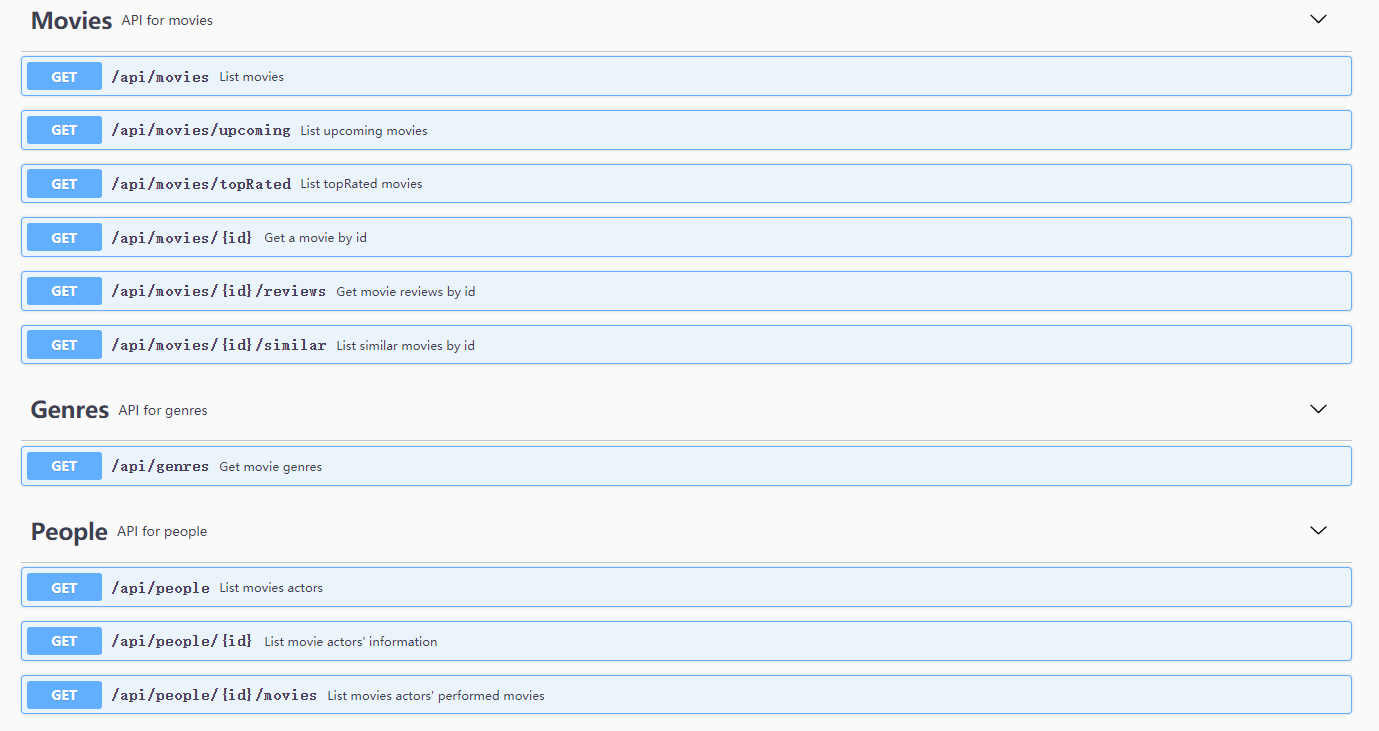 Movies API for movies
GET /api/movies List movies
GET /api/movies/upcoming List upcoming movies
GET /api/movies/topRated List topRated movies
GET /api/movies/{id} Get a movie by id
GET /api/movies/{id}/reviews Get movie reviews by id
GET /api/movies/{id}/similar List similar movies by id
Genres API for genres
GET /api/genres Get movie genres
People API for people
GET /api/people List movies actors
GET /api/people/{id} List movie actors' information
GET /api/people/{id}/movies List movies actors' performed movies